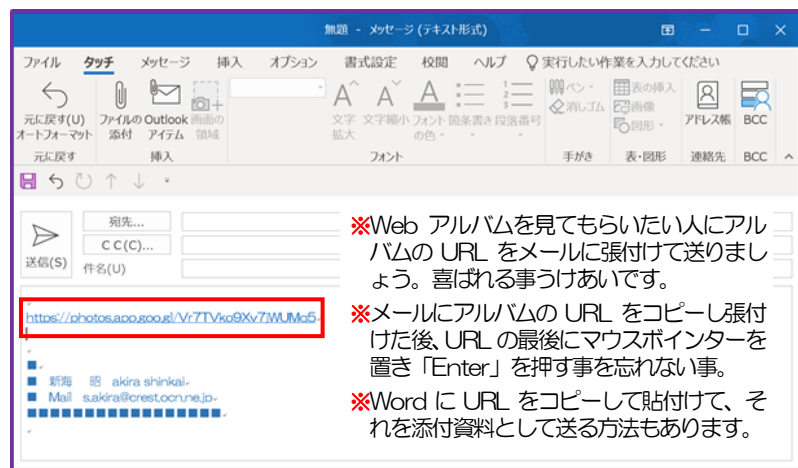 無題 - メッセージ (テキスト形式)
ファイル タッチ メッセージ 挿入 オプション 書式設定 校閲 ヘルプ 実行したい作業を入力してください
元に戻す(U) ファイルの Outlook 画面の 文字 文字縮小 フォント 箇条書き 段落番号 ペン 消しゴム 表の挿入 画像 図形 アドレス帳 BCC
オートフォーマット 添付 アイテム 領域 拡大 の色
元に戻す 挿入 フォント 手がき 表・図形 連絡先 BCC
宛先...
CC(C)...
送信(S) 件名(U)
https://photos.app.goo.gl/Vr7TVko9Xv7jWUMq5
■
■ 新海 昭 akira shinkai
■ Mail s.akira@crest.ocn.ne.jp
■■■■■■■■■■■■■■■■■■
※Web アルバムを見てもらいたい人にアル
バムの URL をメールに張付けて送りまし
ょう。喜ばれる事うけあいです。
※メールにアルバムの URL をコピーし張付
けた後、URL の最後にマウスポインターを
置き「Enter」を押す事を忘れない事。
※Word に URL をコピーして貼付けて、そ
れを添付資料として送る方法もあります。